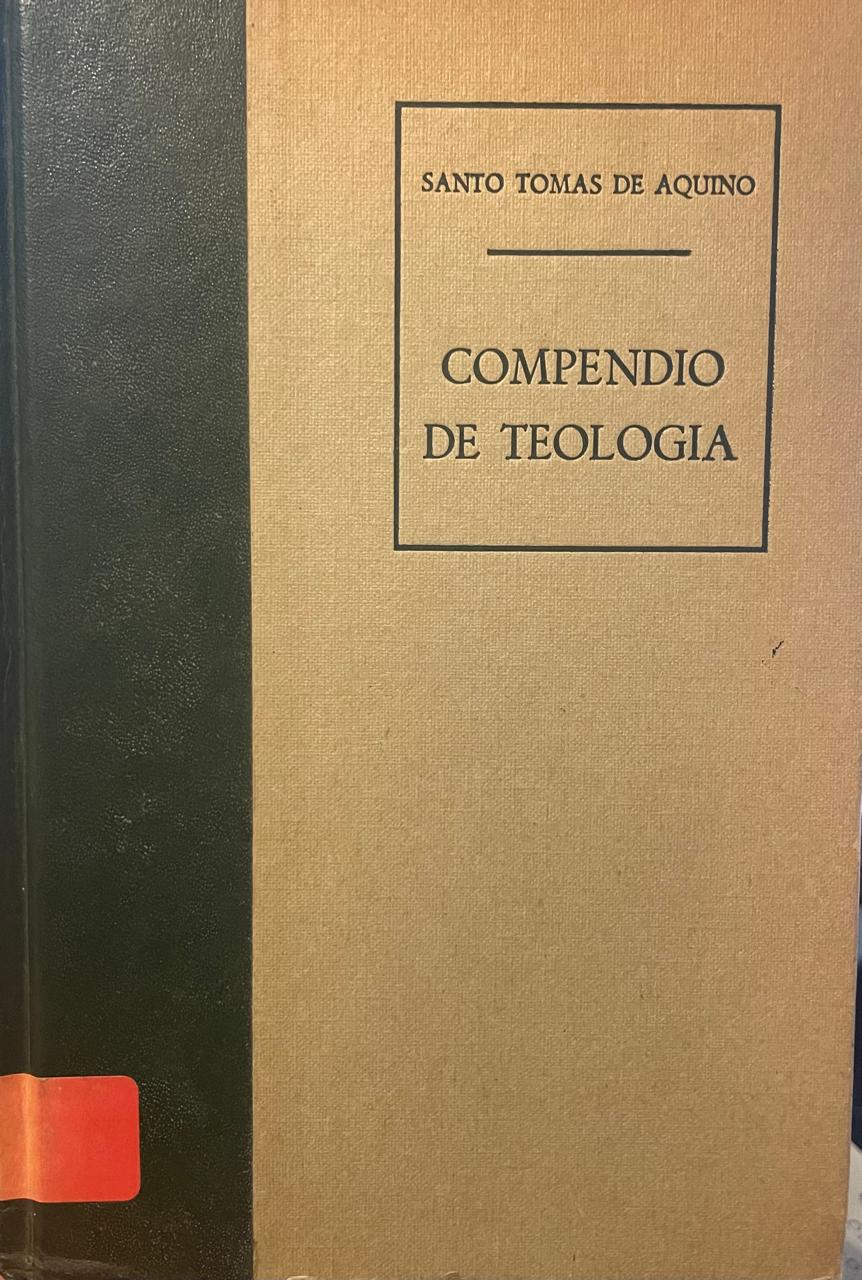 SANTO TOMAS DE AQUINO
COMPENDIO
DE TEOLOGIA